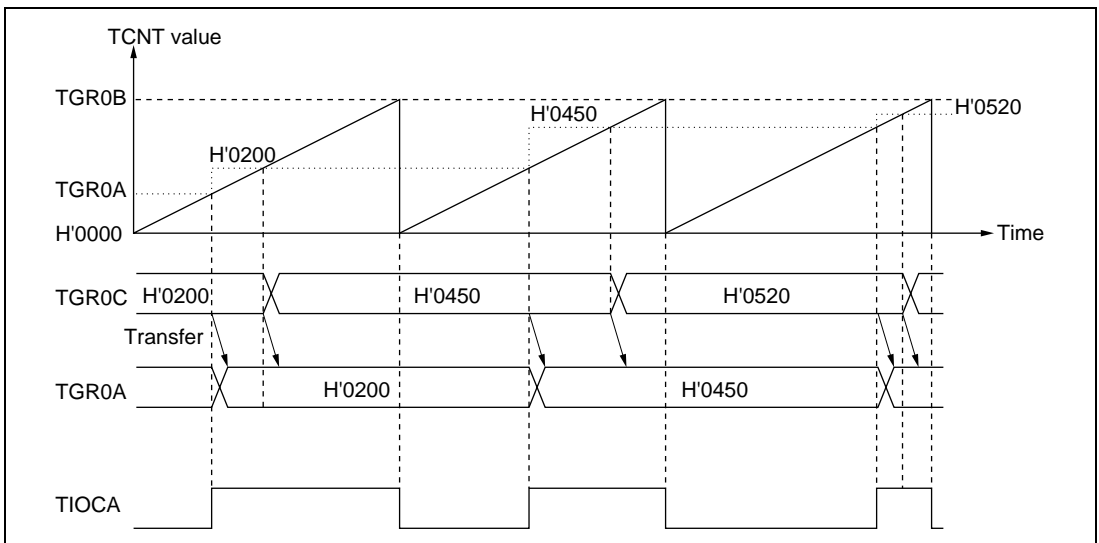 TCNT value
TGR0B
H'0520
H'0450
H'0200
TGR0A
H'0000
Time
TGR0C H'0200 H'0450 H'0520
Transfer
TGR0A H'0200 H'0450
TIOCA